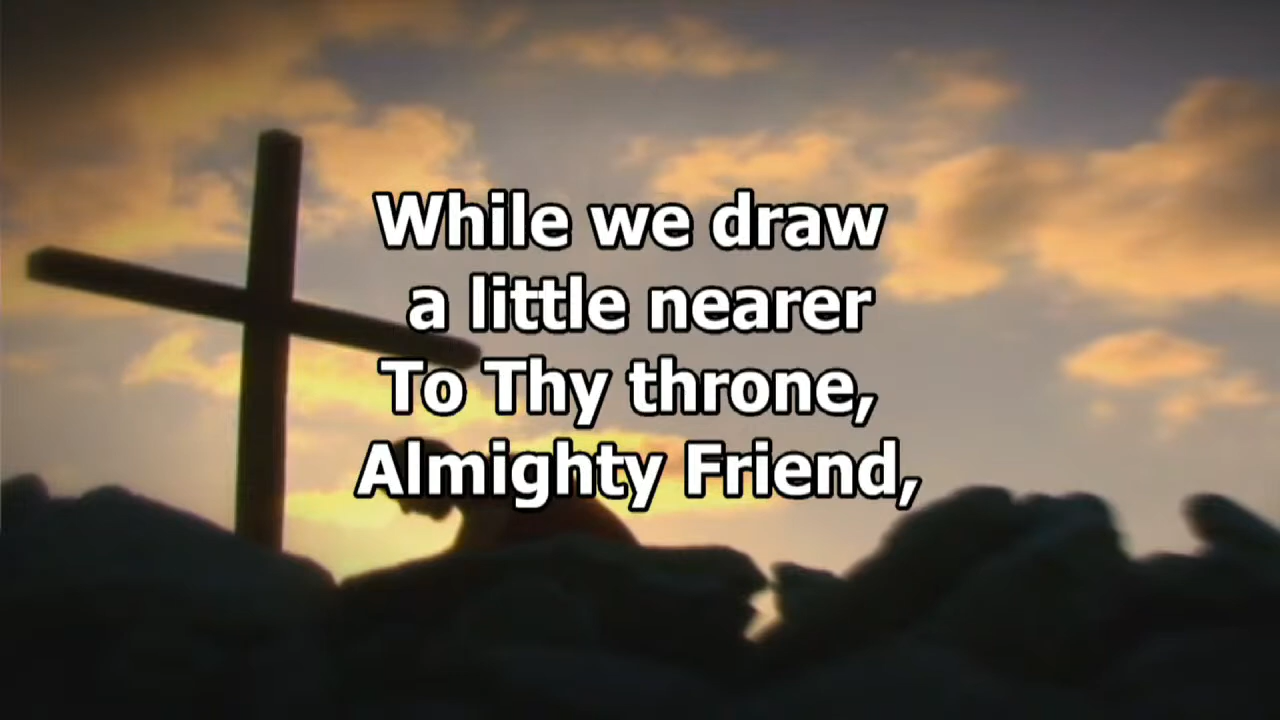 While we draw
a little nearer
To Thy throne,
Almighty Friend,